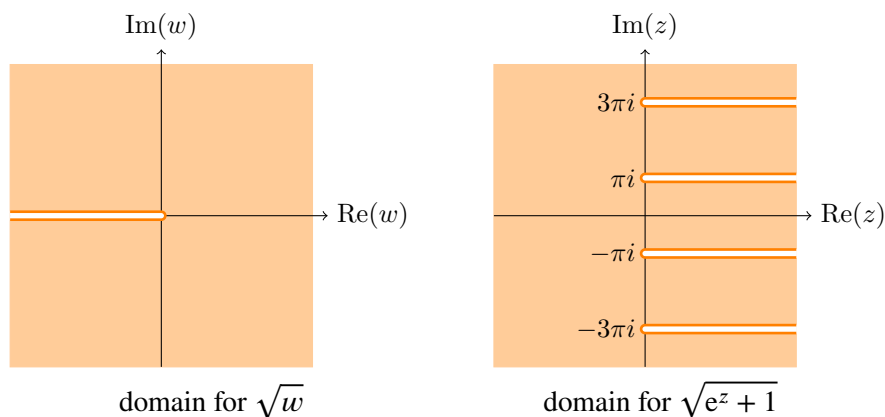 Im(w)
Re(w)
domain for √w
Im(z)
3πi
πi
Re(z)
−πi
−3πi
domain for √(e^z + 1)